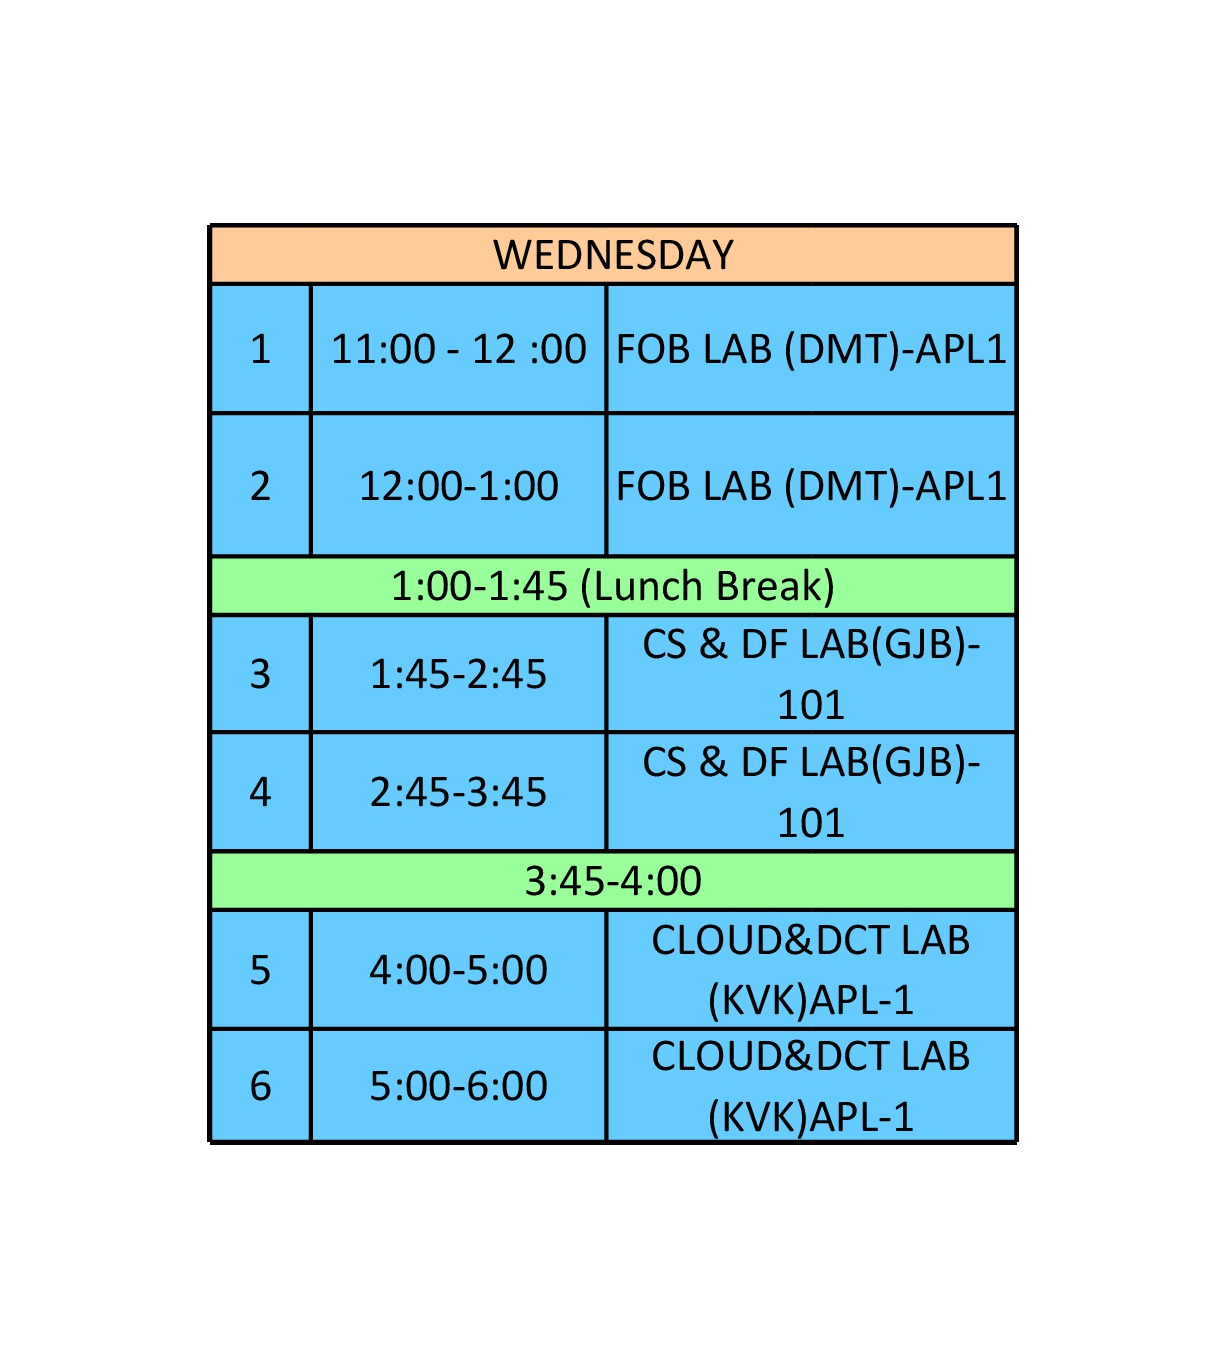 WEDNESDAY
1 11:00 - 12 :00 FOB LAB (DMT)-APL1
2 12:00-1:00 FOB LAB (DMT)-APL1
1:00-1:45 (Lunch Break)
3 1:45-2:45 CS & DF LAB(GJB)-
101
4 2:45-3:45 CS & DF LAB(GJB)-
101
3:45-4:00
5 4:00-5:00 CLOUD&DCT LAB
(KVK)APL-1
6 5:00-6:00 CLOUD&DCT LAB
(KVK)APL-1